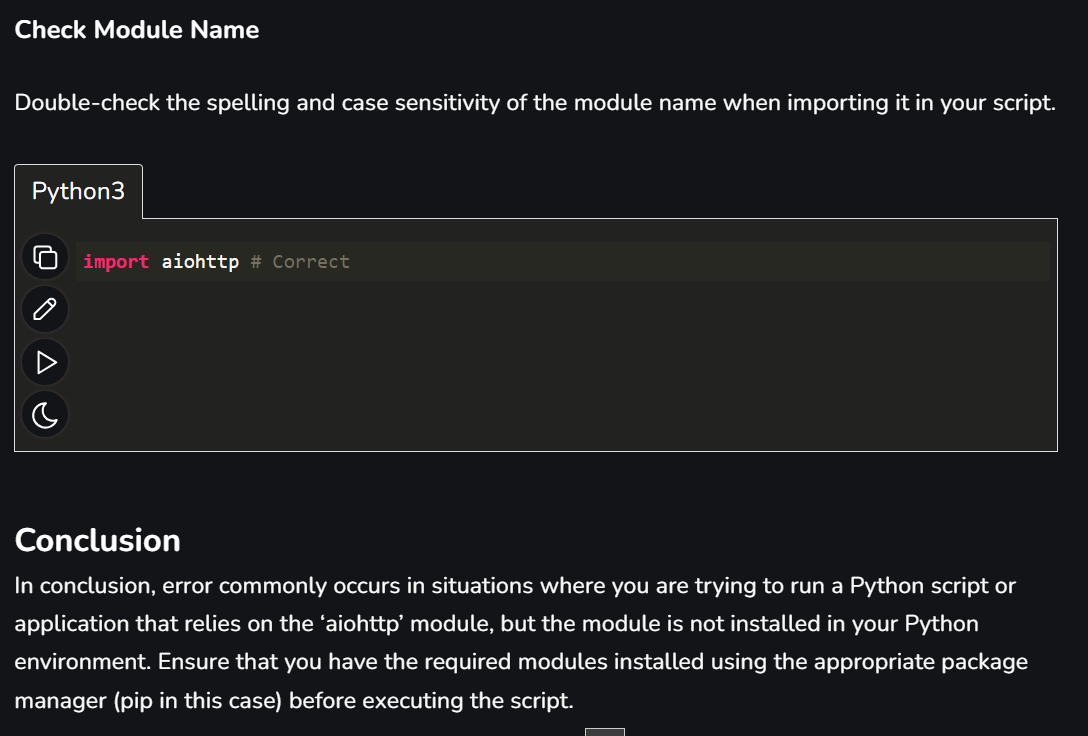 Check Module Name
Double-check the spelling and case sensitivity of the module name when importing it in your script.
Python3
import aiohttp # Correct
Conclusion
In conclusion, error commonly occurs in situations where you are trying to run a Python script or
application that relies on the ‘aiohttp’ module, but the module is not installed in your Python
environment. Ensure that you have the required modules installed using the appropriate package
manager (pip in this case) before executing the script.